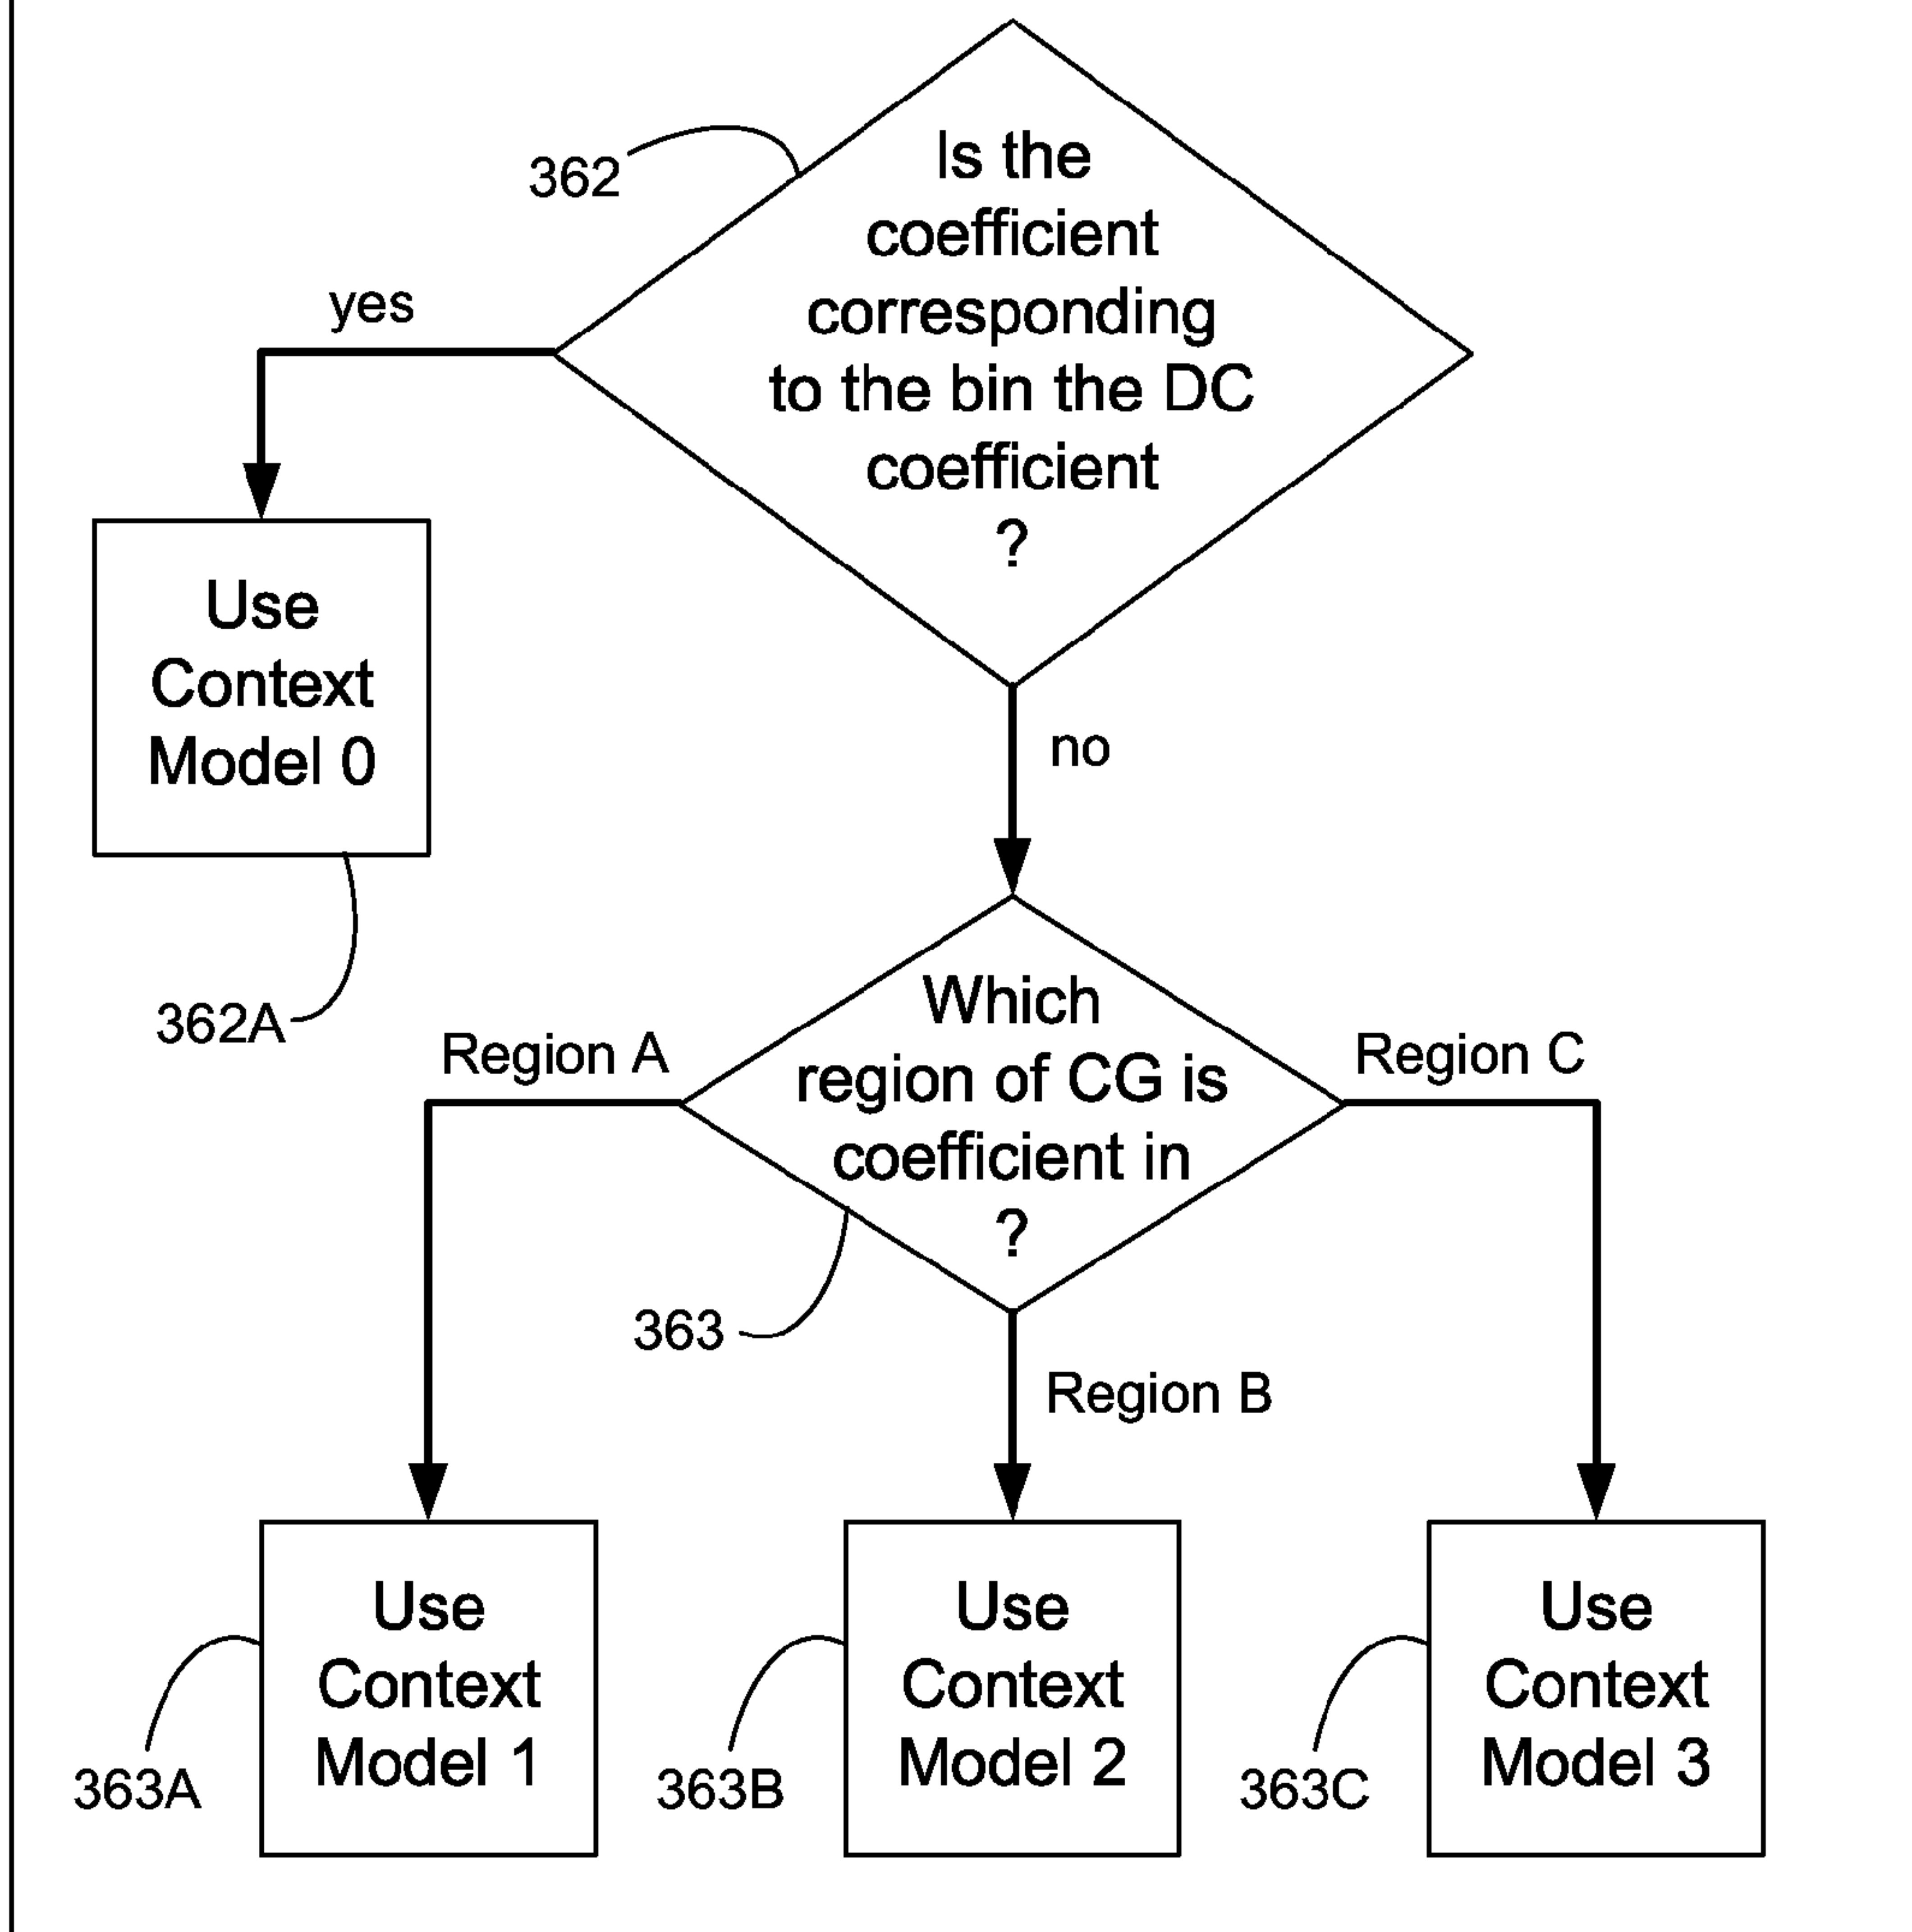 362
Is the
coefficient
corresponding
to the bin the DC
coefficient
?
yes
Use
Context
Model 0
362A
no
Which
region of CG is
coefficient in
?
363
Region A
Region B
Region C
Use
Context
Model 1
363A
Use
Context
Model 2
363B
Use
Context
Model 3
363C